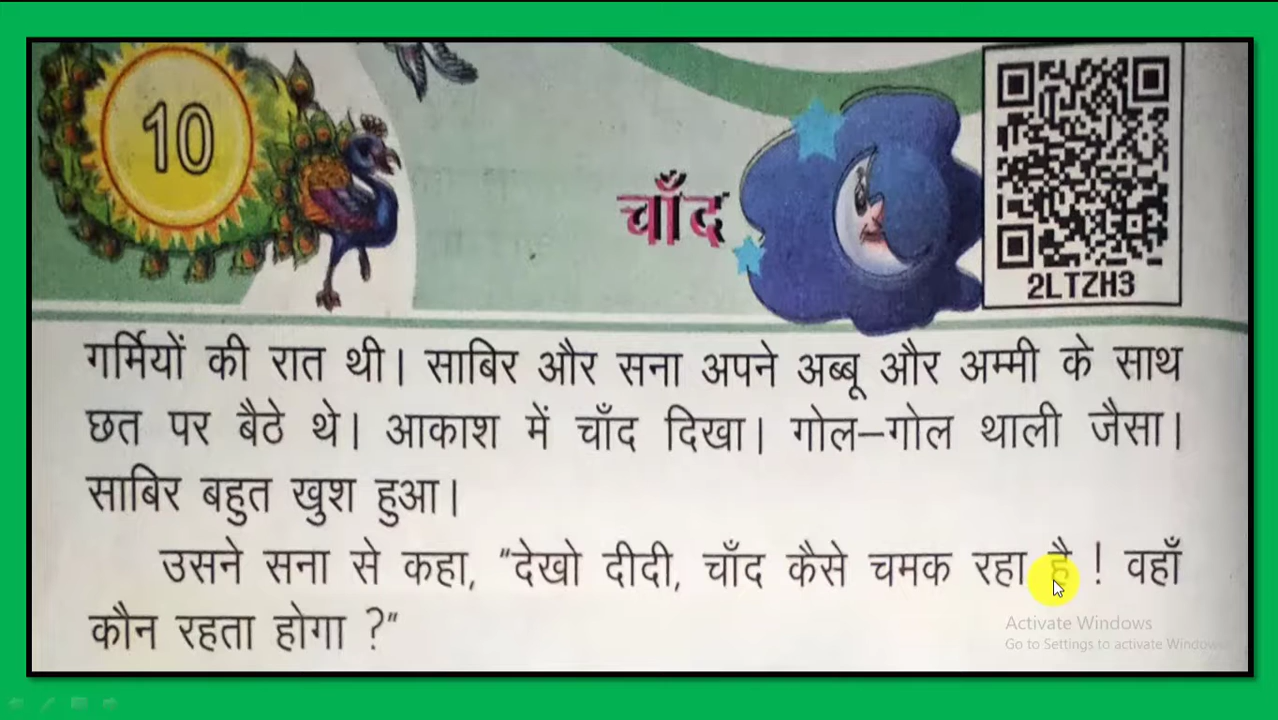 10
चाँद
2LTZH3
गर्मियों की रात थी। साबिर और सना अपने अब्बू और अम्मी के साथ
छत पर बैठे थे। आकाश में चाँद दिखा। गोल–गोल थाली जैसा।
साबिर बहुत खुश हुआ।
उसने सना से कहा, "देखो दीदी, चाँद कैसे चमक रहा है ! वहाँ
कौन रहता होगा ?"
Activate Windows
Go to Settings to activate Windows.